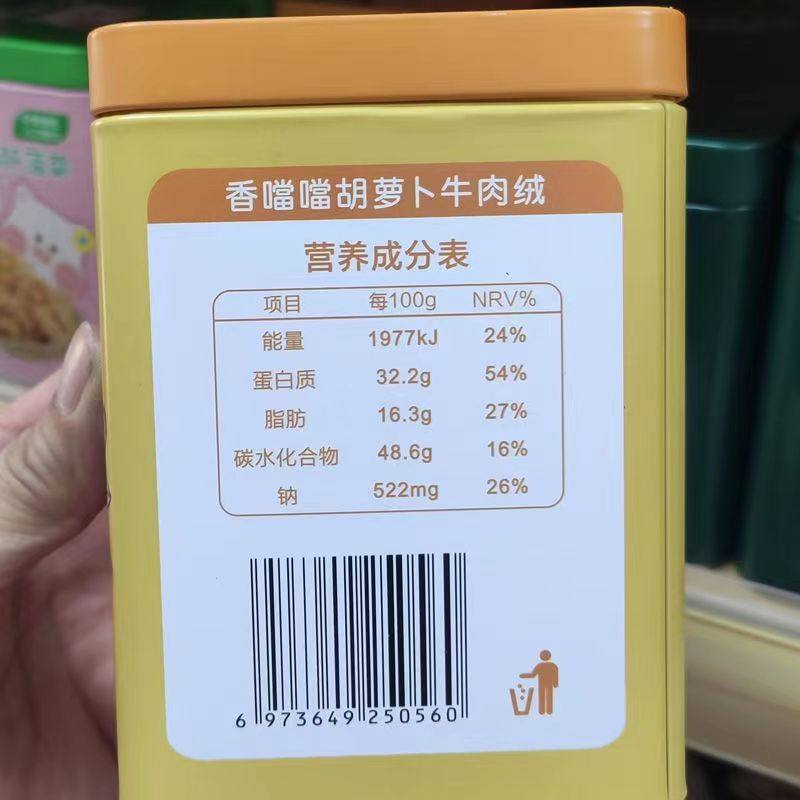 香噹噹胡萝卜牛肉绒
营养成分表
项目 每100g NRV%
能量 1977kJ 24%
蛋白质 32.2g 54%
脂肪 16.3g 27%
碳水化合物 48.6g 16%
钠 522mg 26%
6 973649 250560